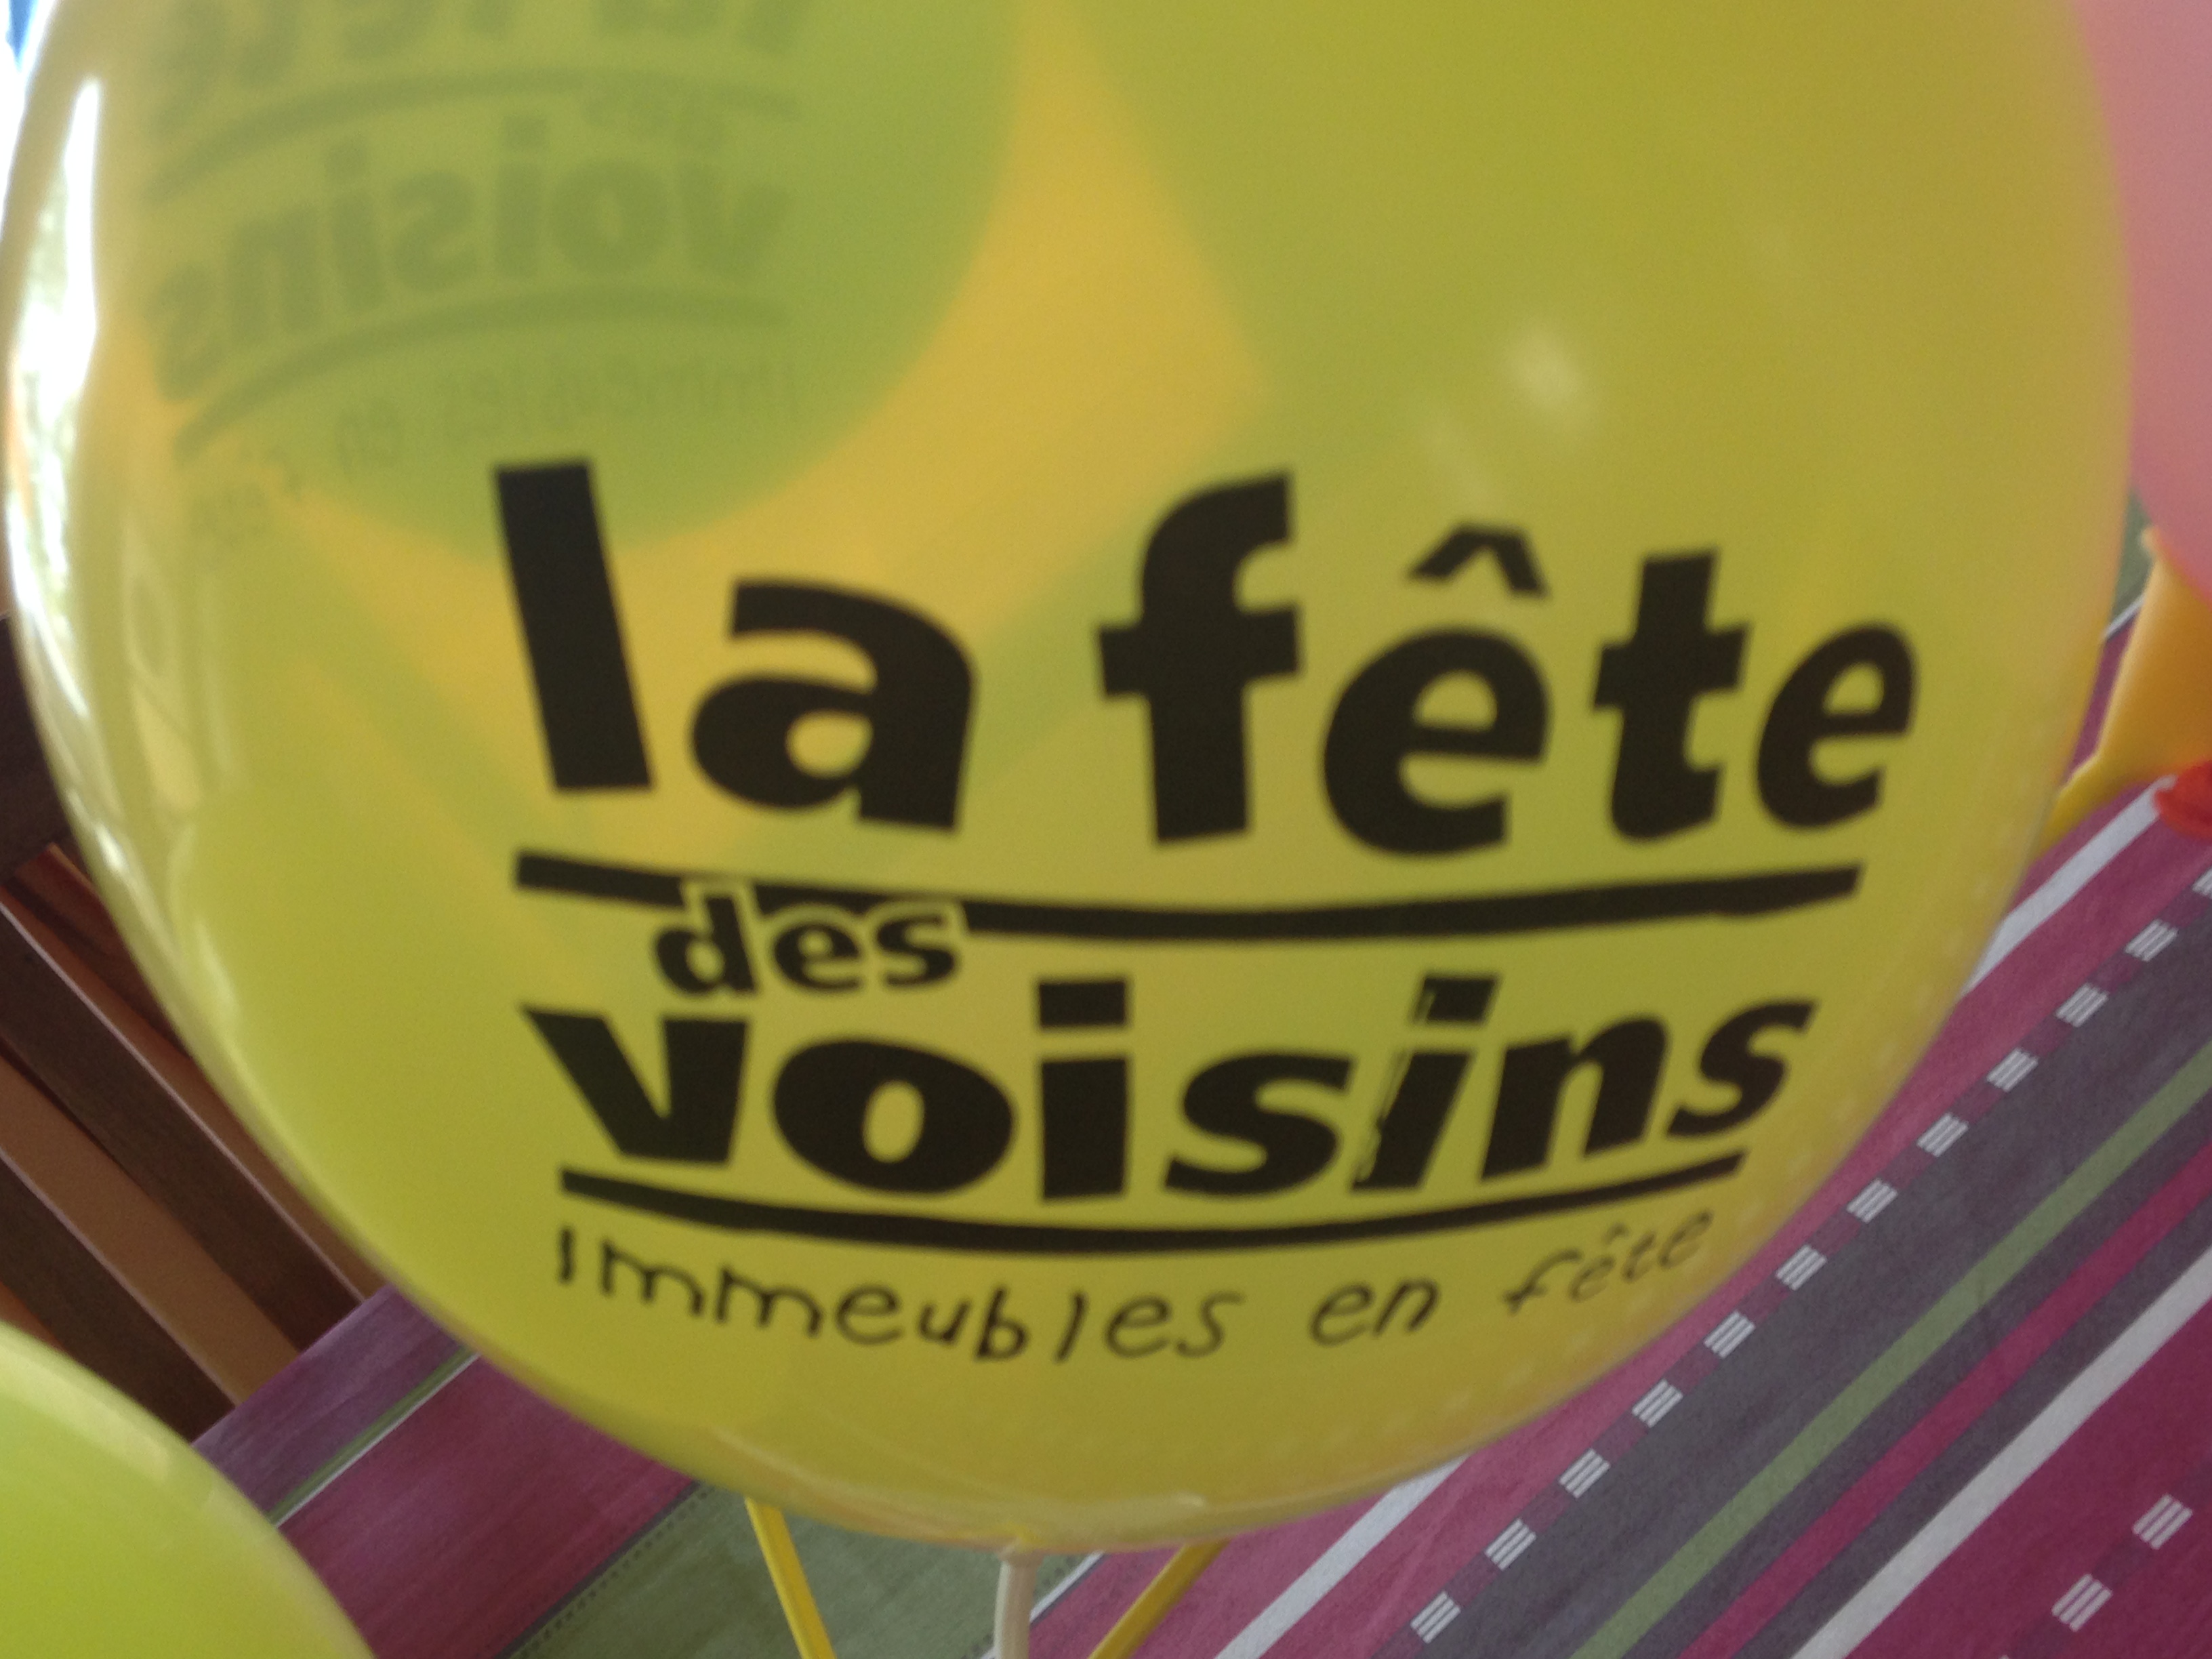 la fête
des
voisins
Immeubles en fête